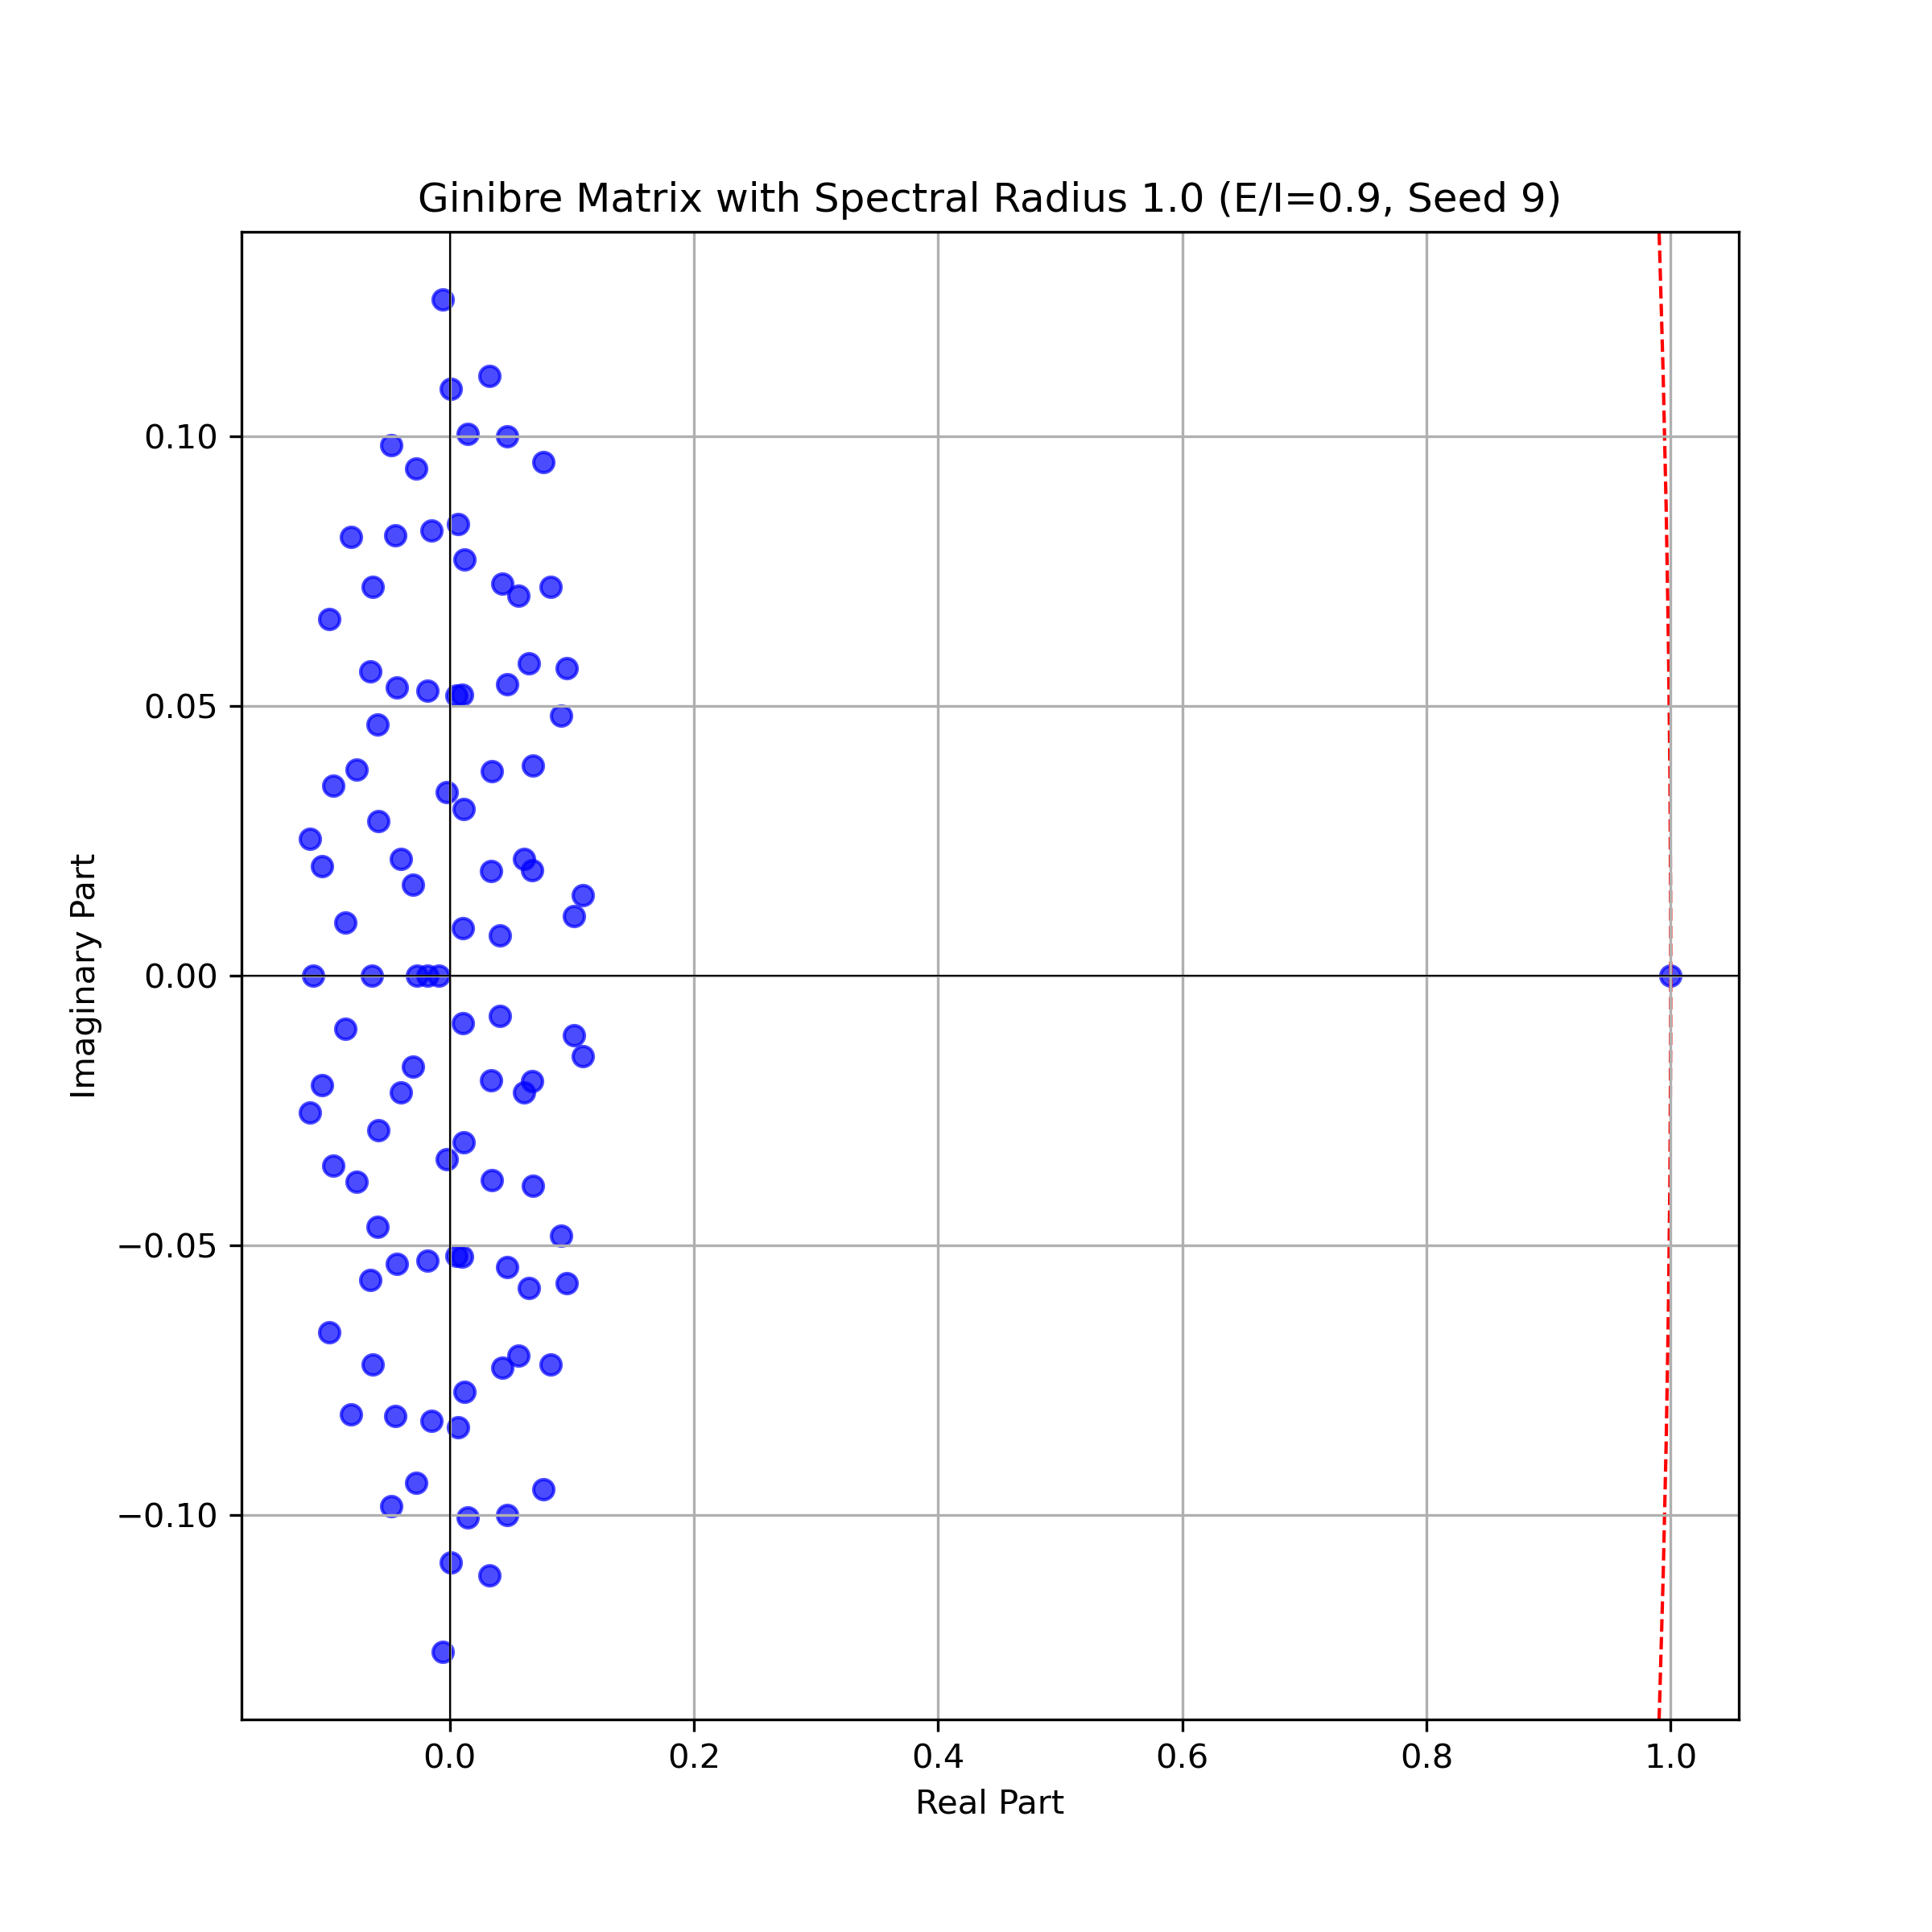 Ginibre Matrix with Spectral Radius 1.0 (E/I=0.9, Seed 9)
Imaginary Part
0.10
0.05
0.00
−0.05
−0.10
0.0 0.2 0.4 0.6 0.8 1.0
Real Part